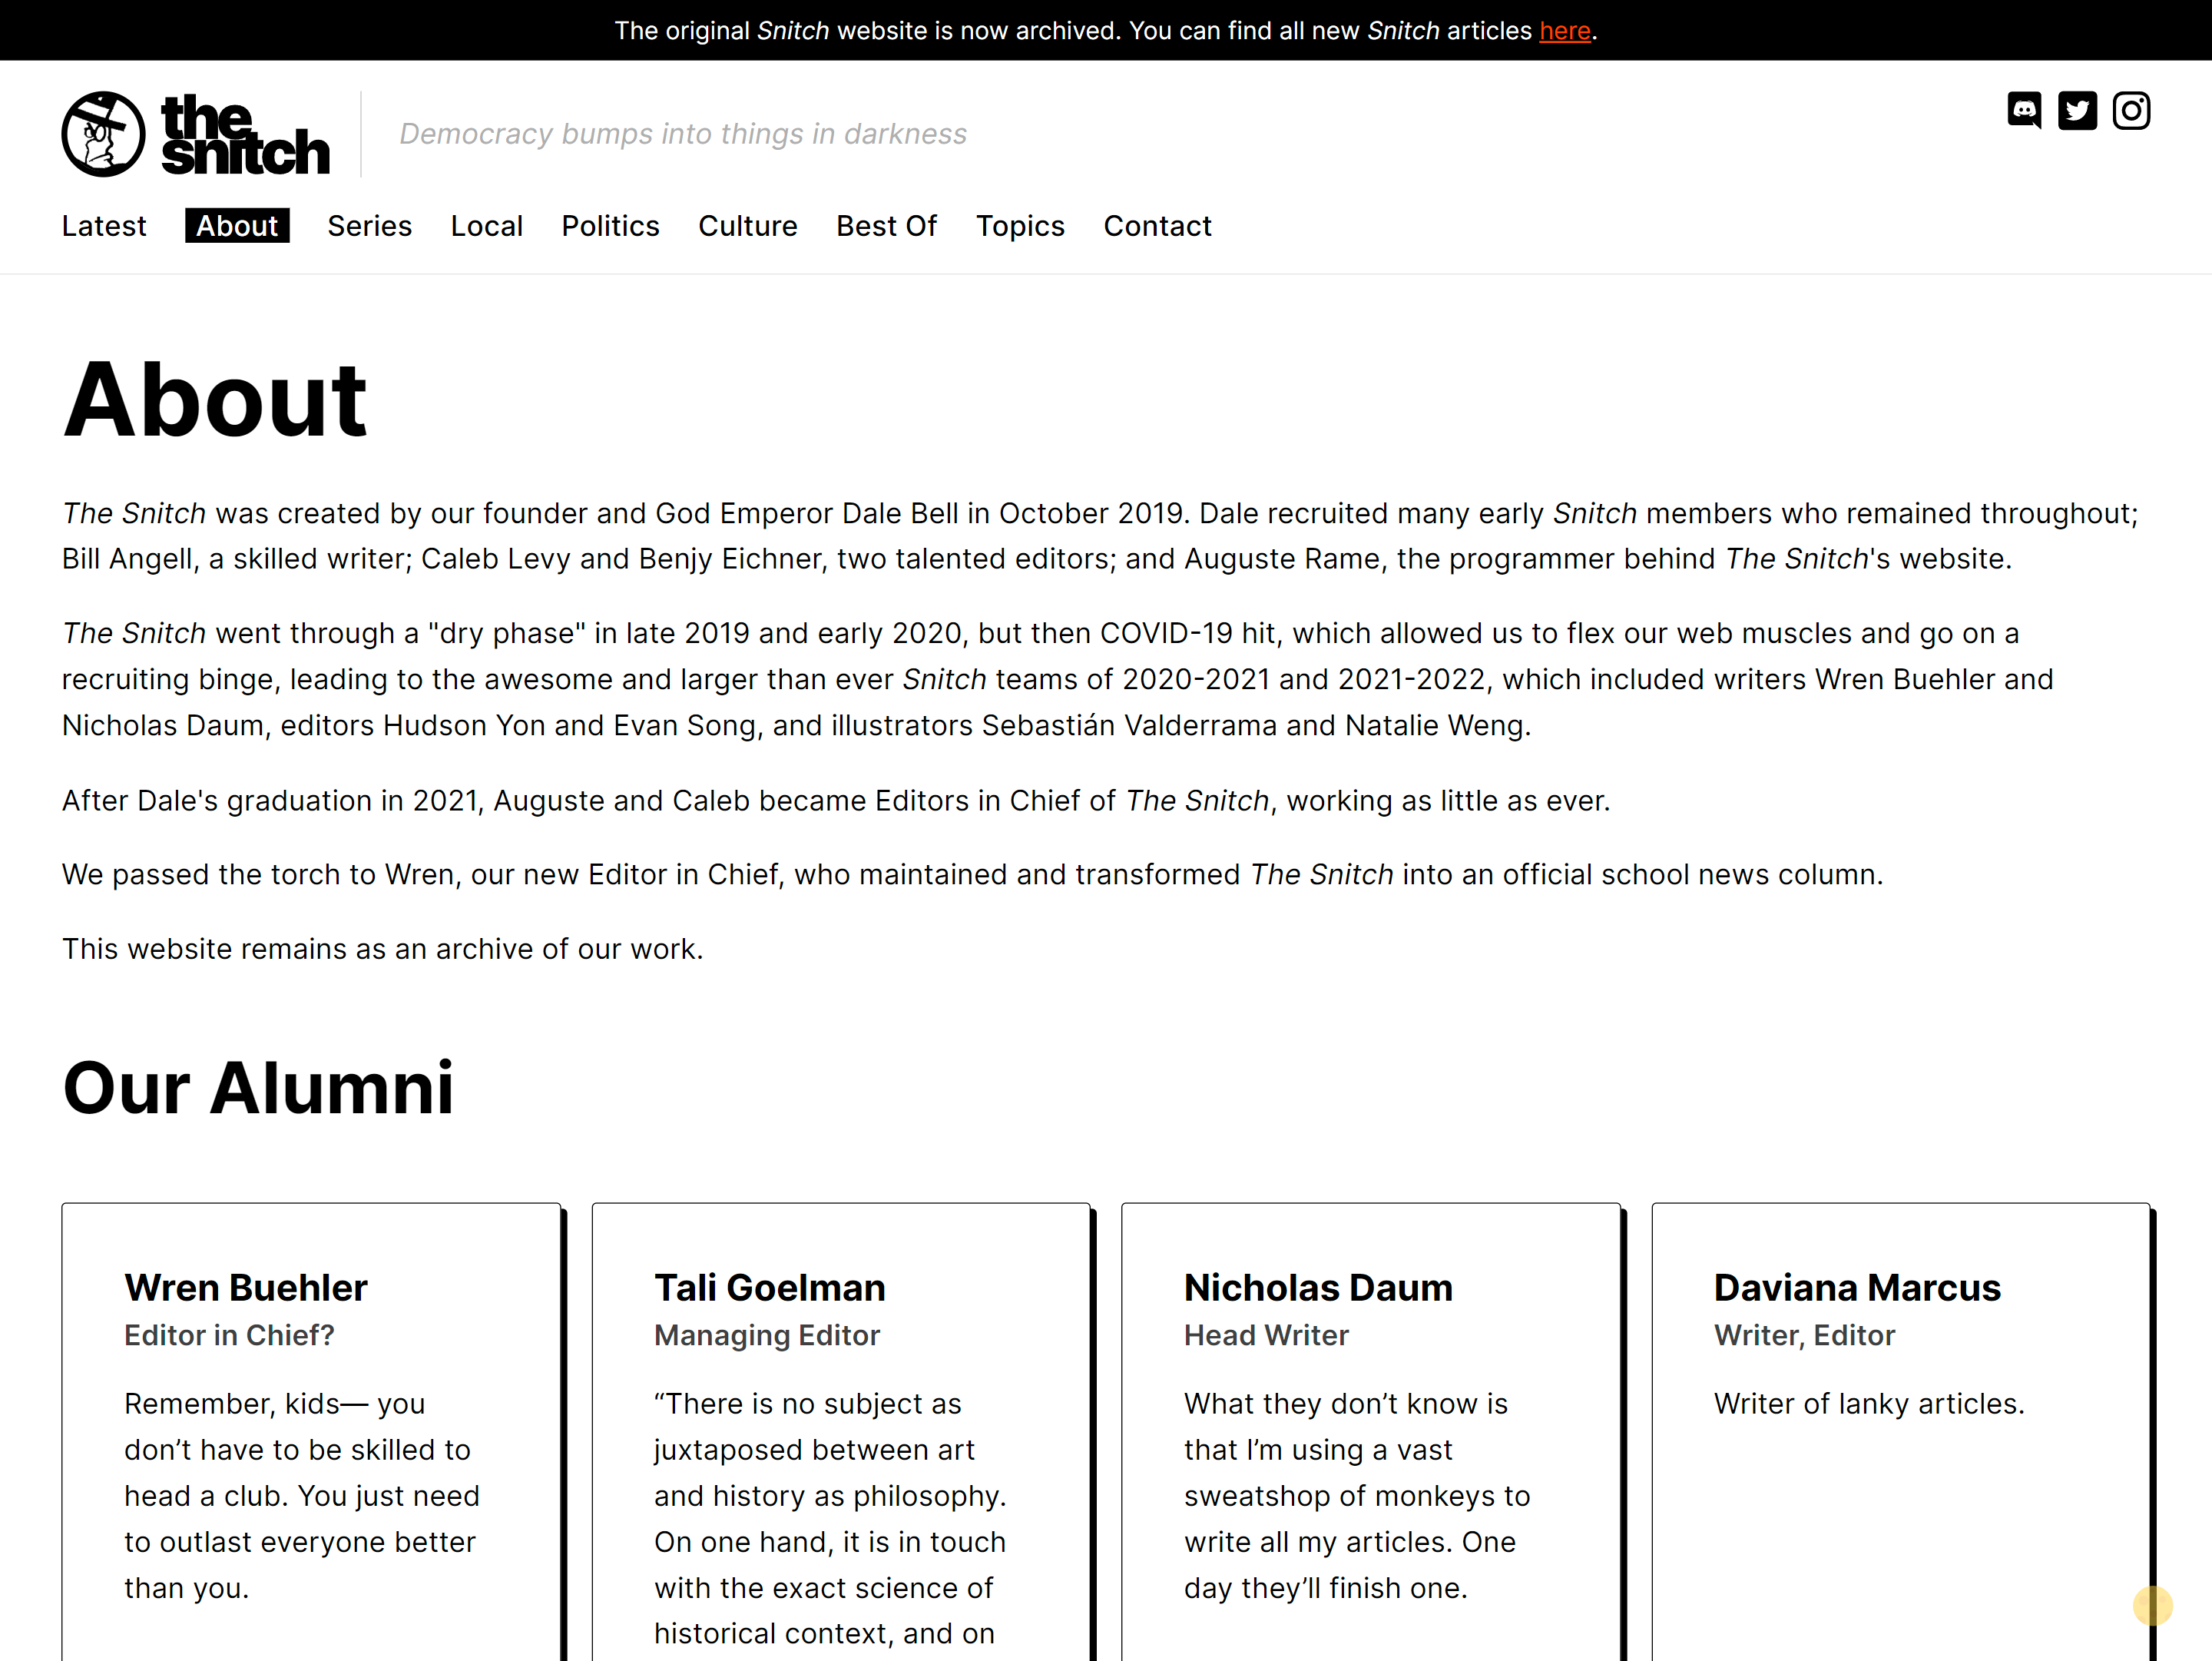 The original Snitch website is now archived. You can find all new Snitch articles here.
the
snitch
Democracy bumps into things in darkness
Latest About Series Local Politics Culture Best Of Topics Contact
About
The Snitch was created by our founder and God Emperor Dale Bell in October 2019. Dale recruited many early Snitch members who remained throughout;
Bill Angell, a skilled writer; Caleb Levy and Benjy Eichner, two talented editors; and Auguste Rame, the programmer behind The Snitch's website.
The Snitch went through a "dry phase" in late 2019 and early 2020, but then COVID-19 hit, which allowed us to flex our web muscles and go on a
recruiting binge, leading to the awesome and larger than ever Snitch teams of 2020-2021 and 2021-2022, which included writers Wren Buehler and
Nicholas Daum, editors Hudson Yon and Evan Song, and illustrators Sebastián Valderrama and Natalie Weng.
After Dale's graduation in 2021, Auguste and Caleb became Editors in Chief of The Snitch, working as little as ever.
We passed the torch to Wren, our new Editor in Chief, who maintained and transformed The Snitch into an official school news column.
This website remains as an archive of our work.
Our Alumni
Wren Buehler
Editor in Chief?
Remember, kids— you
don’t have to be skilled to
head a club. You just need
to outlast everyone better
than you.
Tali Goelman
Managing Editor
“There is no subject as
juxtaposed between art
and history as philosophy.
On one hand, it is in touch
with the exact science of
historical context, and on
Nicholas Daum
Head Writer
What they don’t know is
that I’m using a vast
sweatshop of monkeys to
write all my articles. One
day they’ll finish one.
Daviana Marcus
Writer, Editor
Writer of lanky articles.